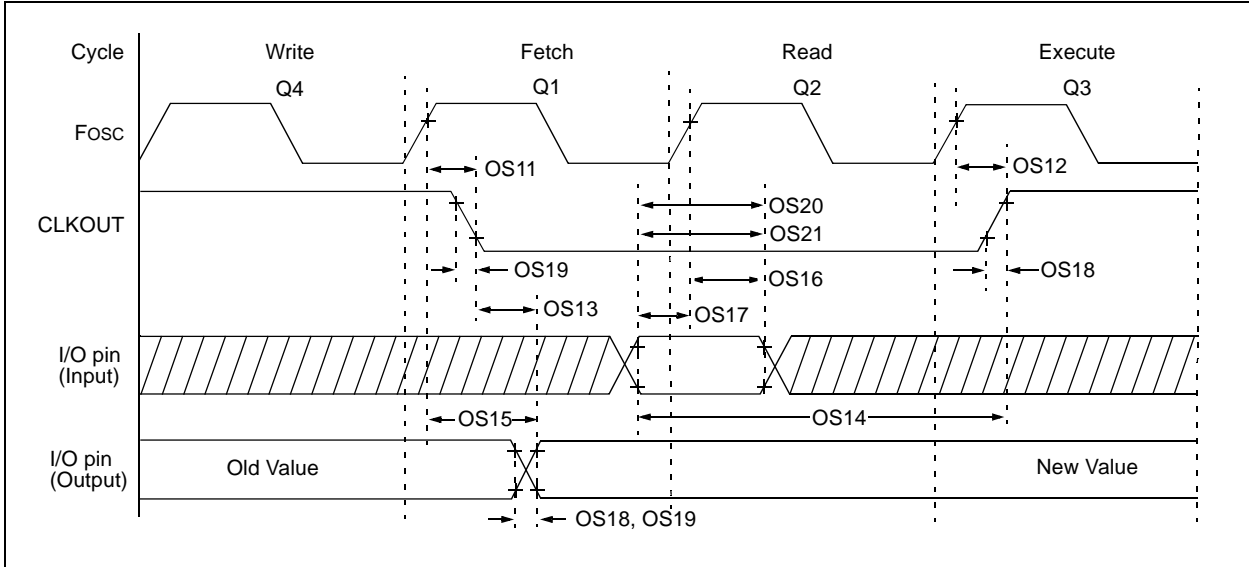 Cycle Write Fetch Read Execute
Q4 Q1 Q2 Q3
FOSC
OS11 OS12
OS20
CLKOUT
OS21
OS19 OS16 OS18
OS13 OS17
I/O pin
(Input)
OS15 OS14
I/O pin
(Output)
Old Value New Value
OS18, OS19